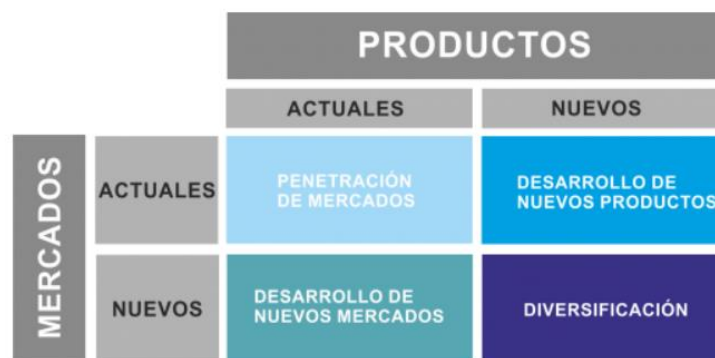 PRODUCTOS
ACTUALES
NUEVOS
MERCADOS
ACTUALES
PENETRACIÓN
DE MERCADOS
DESARROLLO DE
NUEVOS PRODUCTOS
NUEVOS
DESARROLLO DE
NUEVOS MERCADOS
DIVERSIFICACIÓN